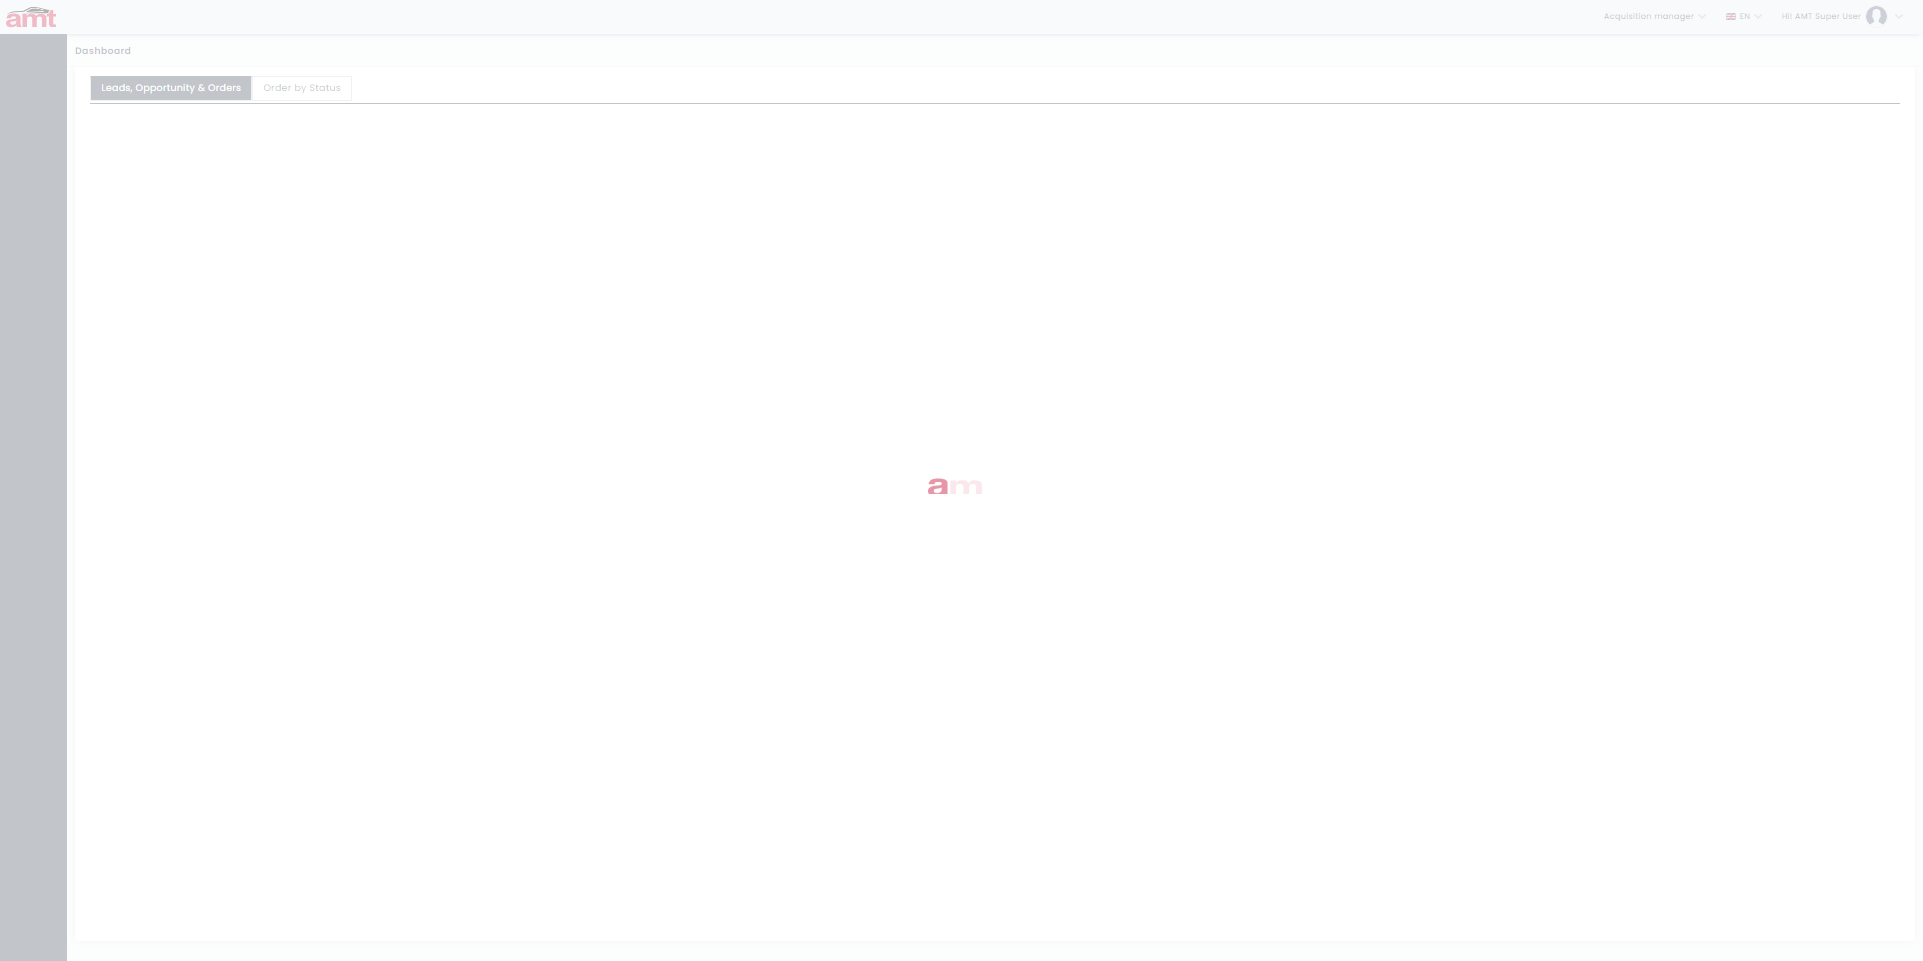 amt
Acquisition manager
EN
Hi! AMT Super User
Dashboard
Leads, Opportunity & Orders
Order by Status
am